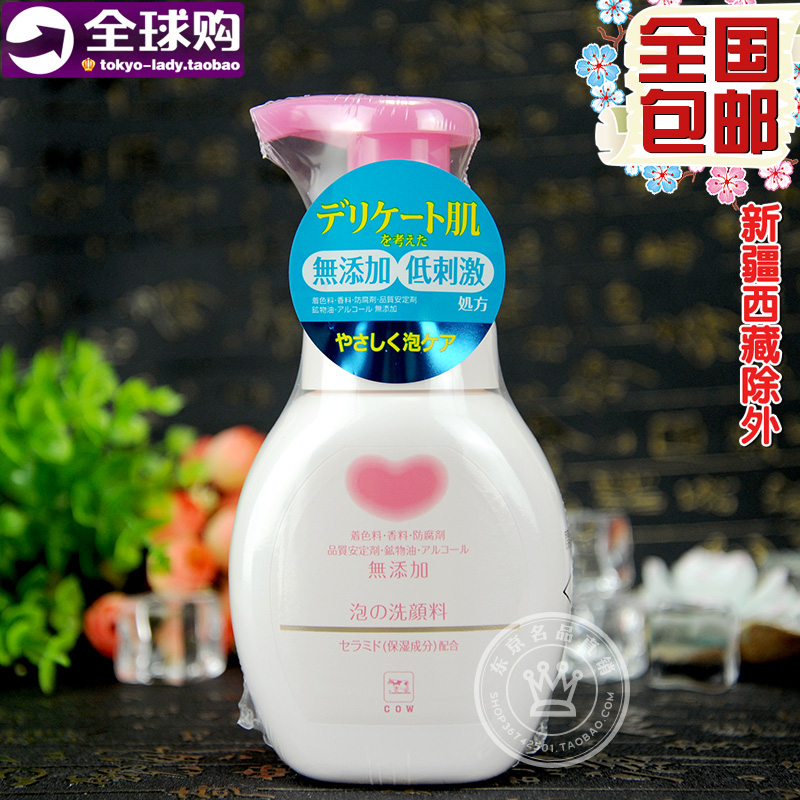 全球购
tokyo-lady.taobao
全国
包邮
新疆西藏除外
デリケート肌
を考えた
無添加 低刺激
着色料・香料・防腐剤・品質安定剤
鉱物油・アルコール 無添加
処方
やさしく泡ケア
着色料・香料・防腐剤
品質安定剤・鉱物油・アルコール
無添加
泡の洗顔料
セラミド(保湿成分)配合
COW
东京名品直销
SHOP36742501.TAOBAO.COM